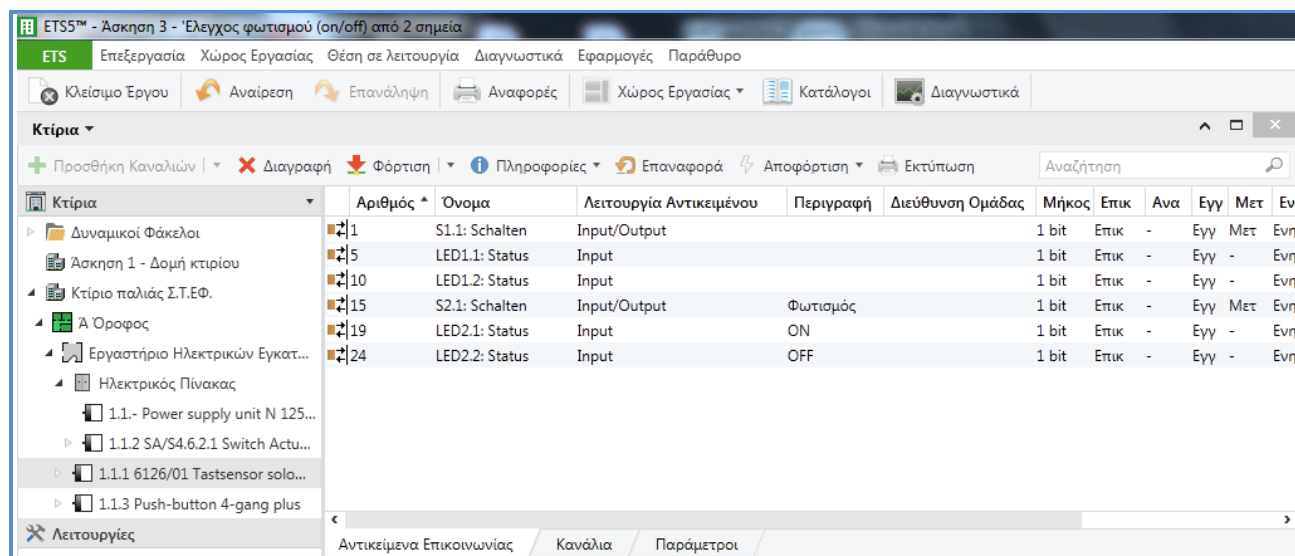 ETS5™ - Άσκηση 3 - 'Ελεγχος φωτισμού (on/off) από 2 σημεία
ETS Επεξεργασία Χώρος Εργασίας Θέση σε λειτουργία Διαγνωστικά Εφαρμογές Παράθυρο
Κλείσιμο Έργου Αναίρεση Επανάληψη Αναφορές Χώρος Εργασίας Κατάλογοι Διαγνωστικά
Κτίρια
Προσθήκη Καναλιών Διαγραφή Φόρτιση Πληροφορίες Επαναφορά Αποφόρτιση Εκτύπωση Αναζήτηση
Κτίρια
Δυναμικοί Φάκελοι
Άσκηση 1 - Δομή κτιρίου
Κτίριο παλιάς Σ.Τ.ΕΦ.
Ά Όροφος
Εργαστήριο Ηλεκτρικών Εγκατ...
Ηλεκτρικός Πίνακας
1.1.- Power supply unit N 125...
1.1.2 SA/S4.6.2.1 Switch Actu...
1.1.1 6126/01 Tastsensor solo...
1.1.3 Push-button 4-gang plus
Λειτουργίες
Αριθμός Όνομα Λειτουργία Αντικειμένου Περιγραφή Διεύθυνση Ομάδας Μήκος Επικ Ανα Εγγ Μετ Εν
1 S1.1: Schalten Input/Output 1 bit Επικ - Εγγ Μετ Ενη
5 LED1.1: Status Input 1 bit Επικ - Εγγ - Ενη
10 LED1.2: Status Input 1 bit Επικ - Εγγ - Ενη
15 S2.1: Schalten Input/Output Φωτισμός 1 bit Επικ - Εγγ Μετ Ενη
19 LED2.1: Status Input ON 1 bit Επικ - Εγγ - Ενη
24 LED2.2: Status Input OFF 1 bit Επικ - Εγγ - Ενη
Αντικείμενα Επικοινωνίας Κανάλια Παράμετροι